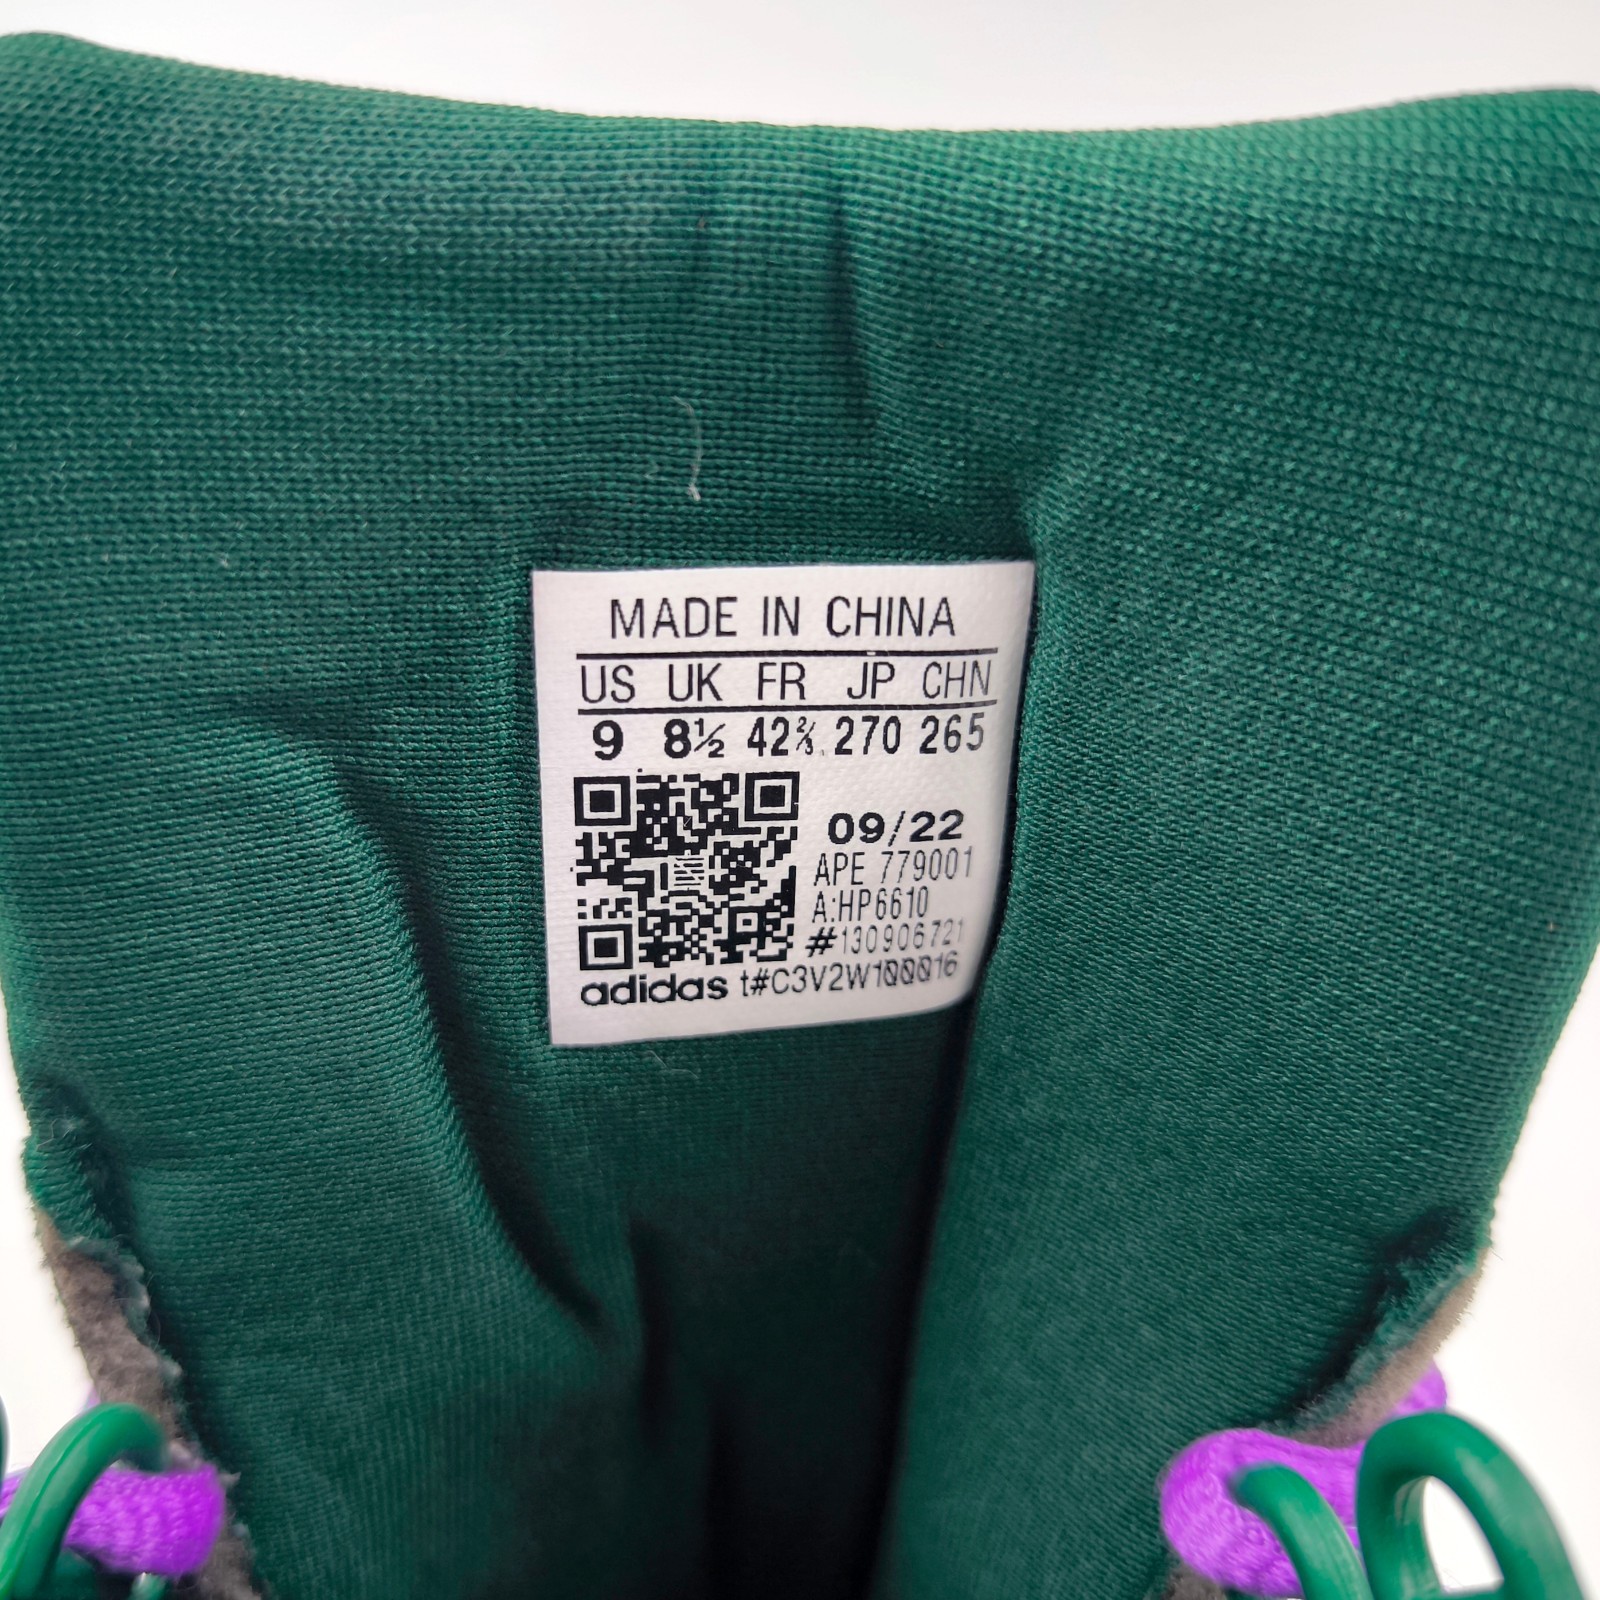 MADE IN CHINA
US UK FR JP CHN
9 8½ 42⅔ 270 265
09/22
APE 779001
A:HP6610
#130906721
adidas t#C3V2W100016